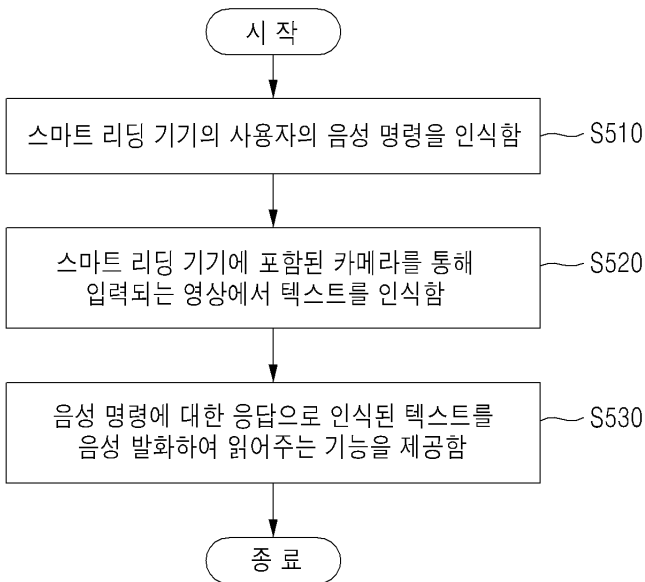 시 작
스마트 리딩 기기의 사용자의 음성 명령을 인식함
S510
스마트 리딩 기기에 포함된 카메라를 통해
입력되는 영상에서 텍스트를 인식함
S520
음성 명령에 대한 응답으로 인식된 텍스트를
음성 발화하여 읽어주는 기능을 제공함
S530
종 료